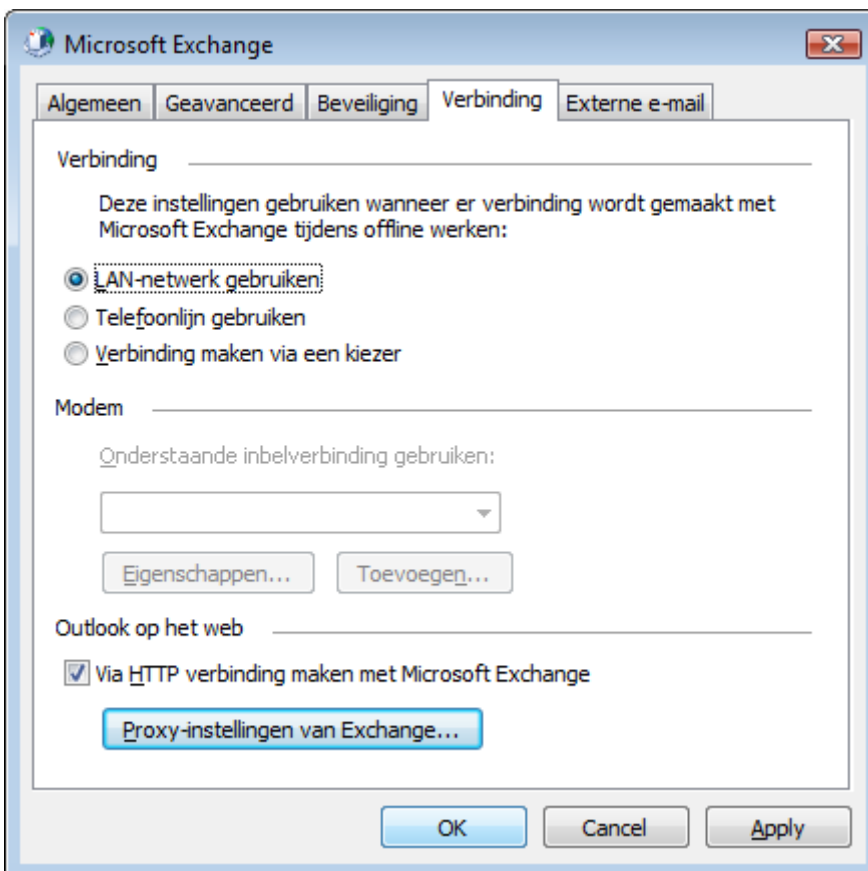 Microsoft Exchange
Algemeen Geavanceerd Beveiliging Verbinding Externe e-mail
Verbinding
Deze instellingen gebruiken wanneer er verbinding wordt gemaakt met
Microsoft Exchange tijdens offline werken:
LAN-netwerk gebruiken
Telefoonlijn gebruiken
Verbinding maken via een kiezer
Modem
Onderstaande inbelverbinding gebruiken:
Eigenschappen... Toevoegen...
Outlook op het web
Via HTTP verbinding maken met Microsoft Exchange
Proxy-instellingen van Exchange...
OK Cancel Apply